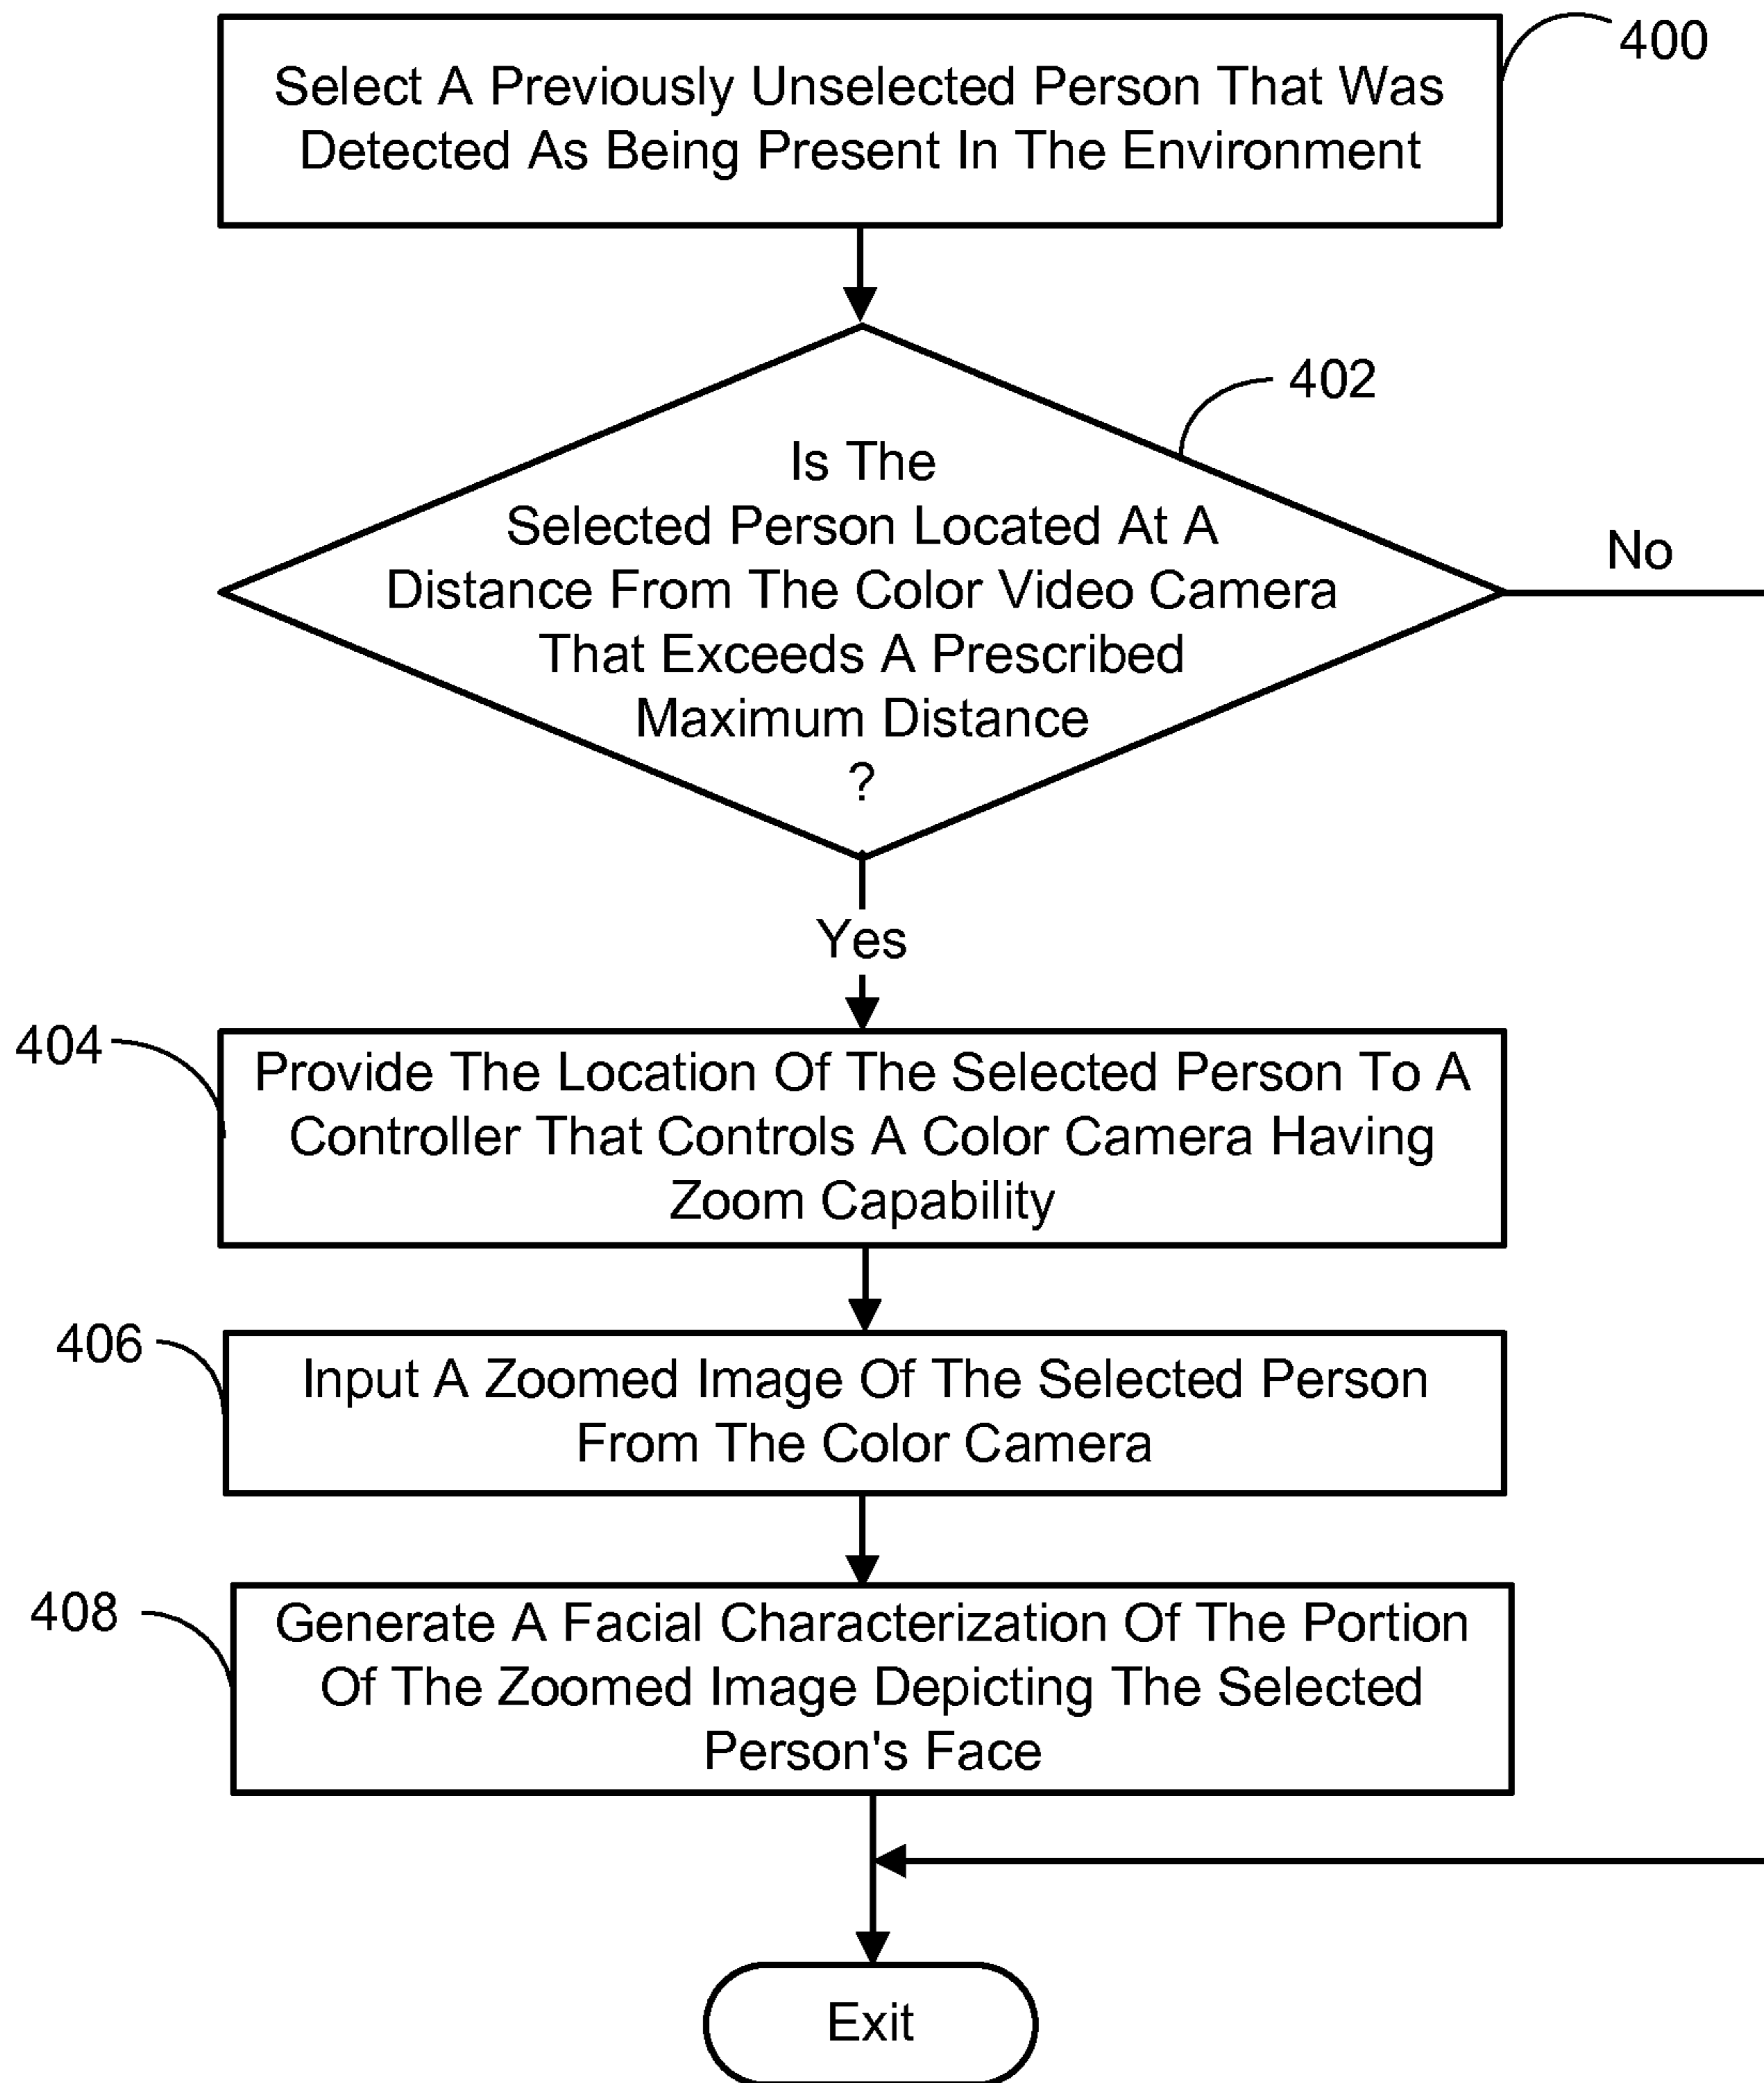 400
Select A Previously Unselected Person That Was
Detected As Being Present In The Environment
402
Is The
Selected Person Located At A
Distance From The Color Video Camera
That Exceeds A Prescribed
Maximum Distance
?
No
Yes
404
Provide The Location Of The Selected Person To A
Controller That Controls A Color Camera Having
Zoom Capability
406
Input A Zoomed Image Of The Selected Person
From The Color Camera
408
Generate A Facial Characterization Of The Portion
Of The Zoomed Image Depicting The Selected
Person's Face
Exit